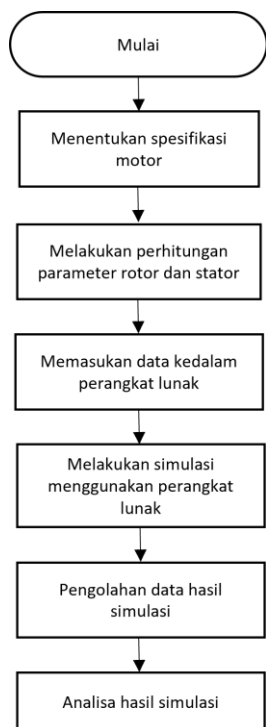 Mulai
Menentukan spesifikasi
motor
Melakukan perhitungan
parameter rotor dan stator
Memasukan data kedalam
perangkat lunak
Melakukan simulasi
menggunakan perangkat
lunak
Pengolahan data hasil
simulasi
Analisa hasil simulasi